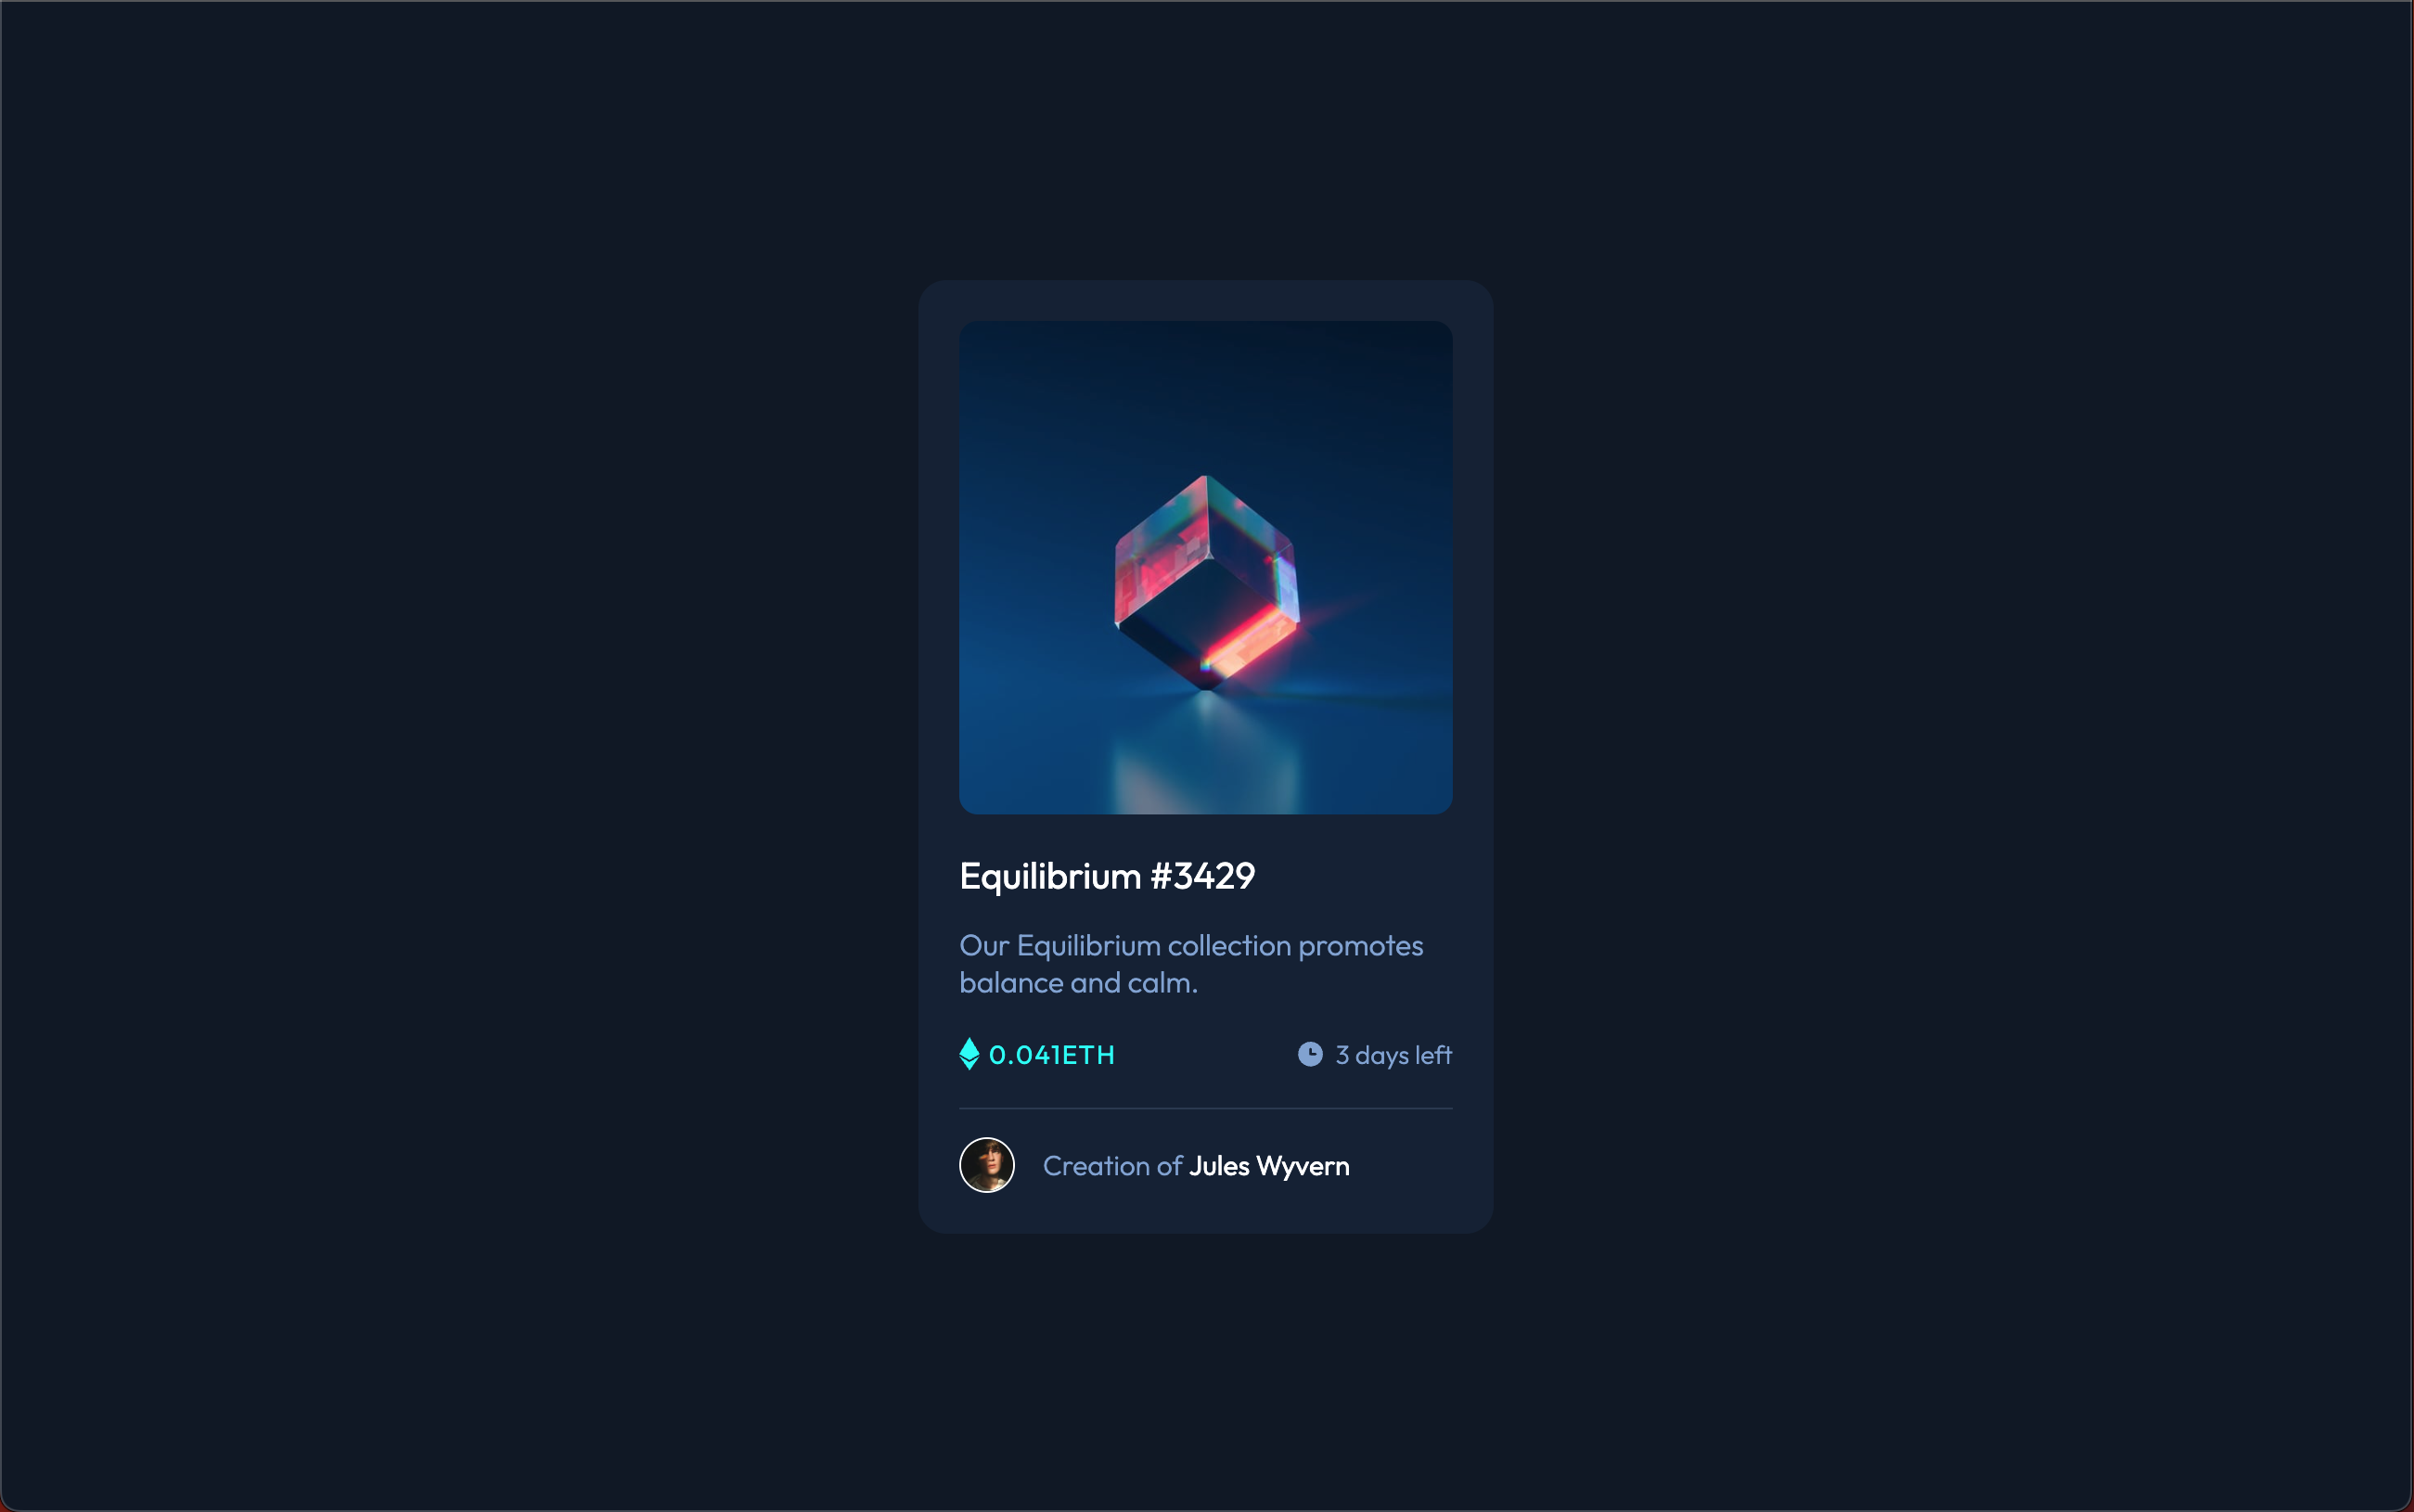 Equilibrium #3429
Our Equilibrium collection promotes
balance and calm.
0.041ETH
3 days left
Creation of Jules Wyvern